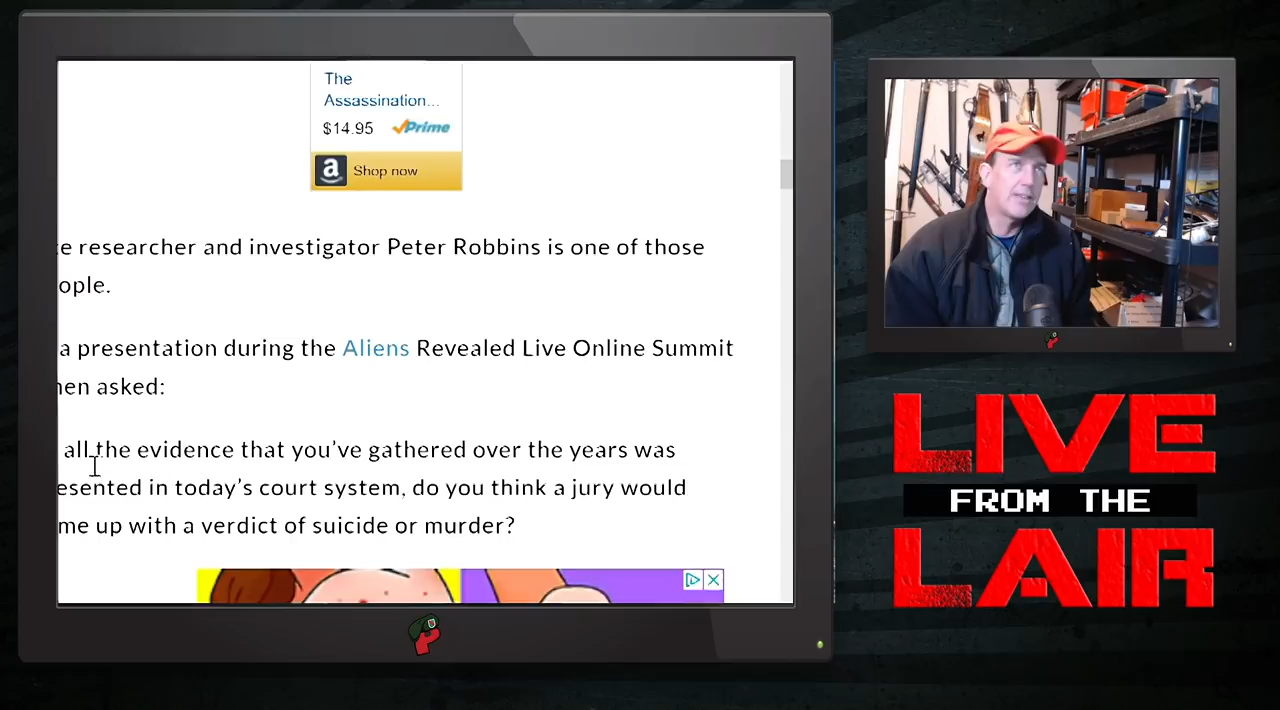 The
Assassination...
$14.95 Prime
a Shop now
researcher and investigator Peter Robbins is one of those
ople.
a presentation during the Aliens Revealed Live Online Summit
hen asked:
all the evidence that you've gathered over the years was
esented in today's court system, do you think a jury would
me up with a verdict of suicide or murder?
LIVE
FROM THE
LAIR